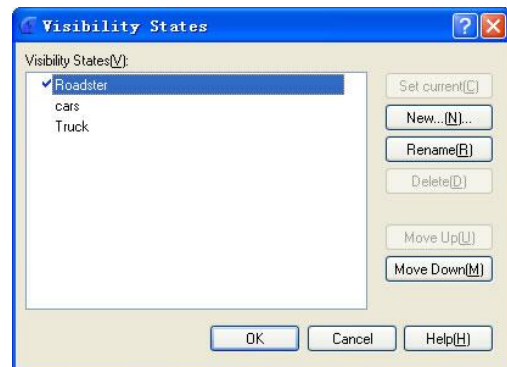 Visibility States
Visibility States(V):
Roadster
cars
Truck
Set current(C)
New...(N)...
Rename(R)
Delete(D)
Move Up(U)
Move Down(M)
OK
Cancel
Help(H)